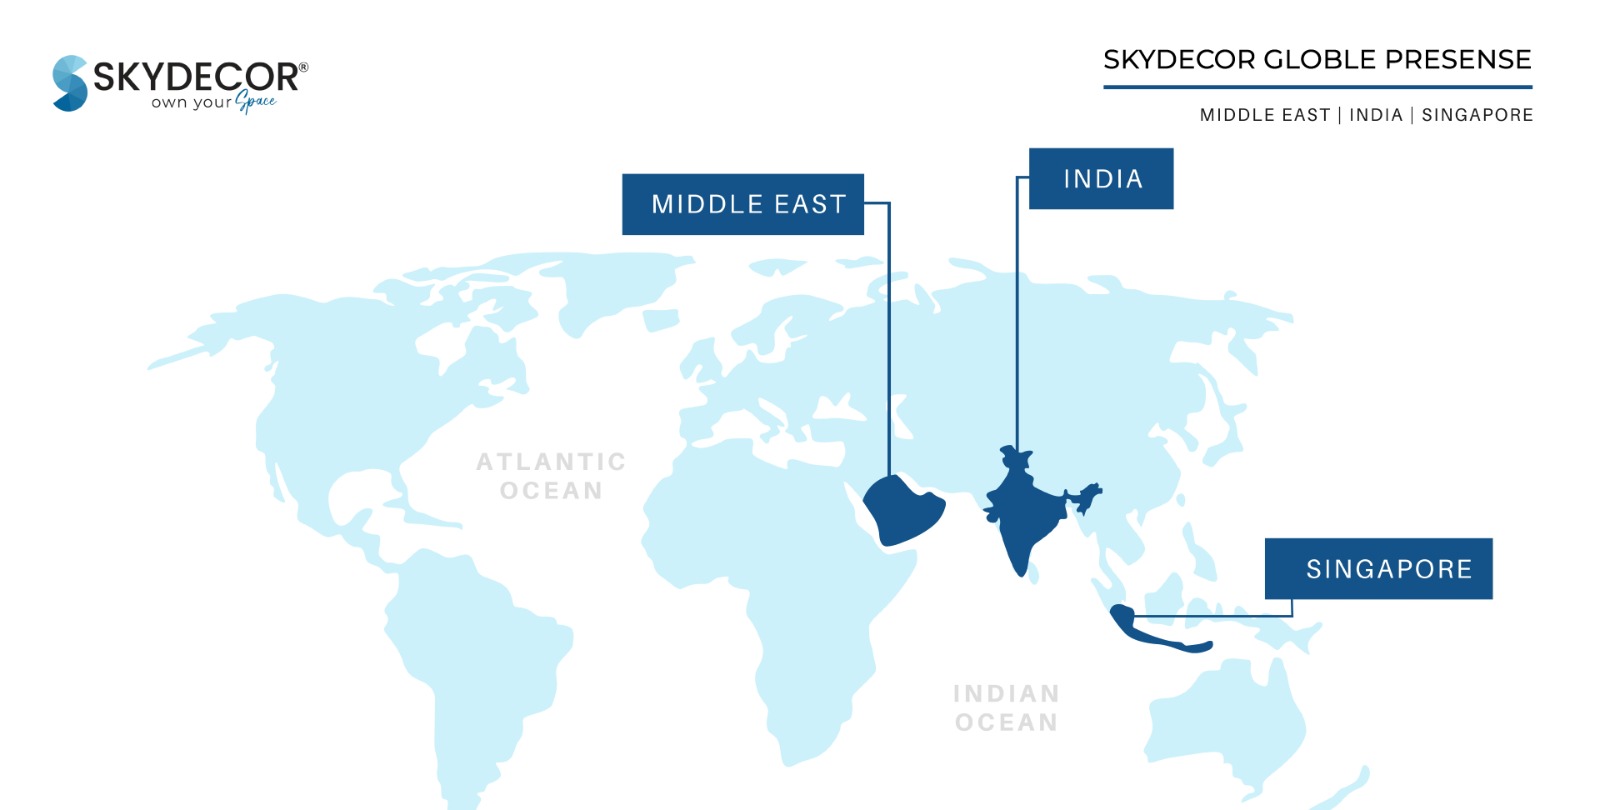 SKYDECOR®
own your Space
SKYDECOR GLOBLE PRESENSE
MIDDLE EAST | INDIA | SINGAPORE
INDIA
MIDDLE EAST
ATLANTIC
OCEAN
SINGAPORE
INDIAN
OCEAN